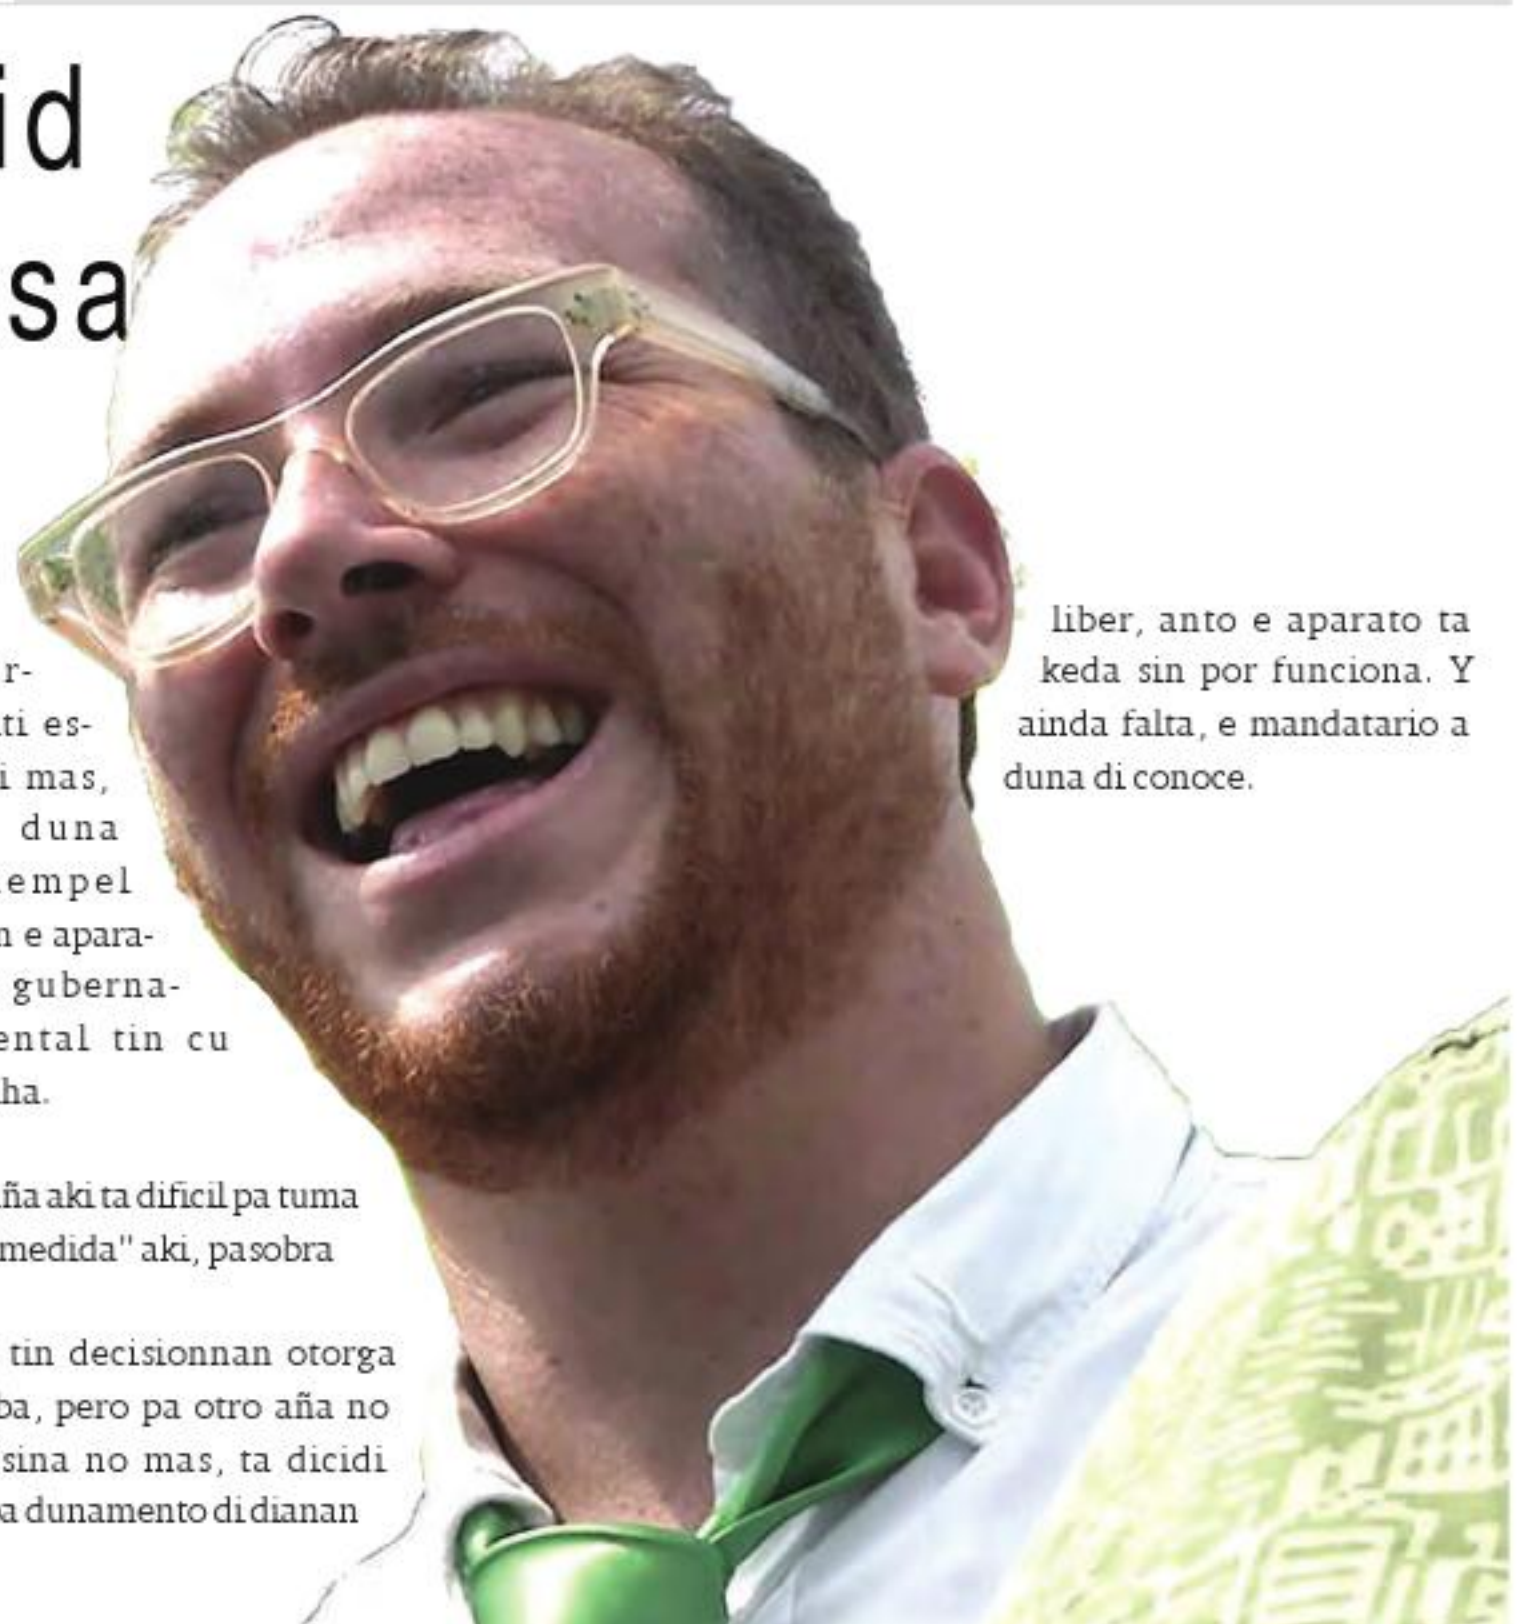 id
sa
r-
ti es-
i mas,
duna
empel
e apara-
guberna-
ental tin cu
ha.
ña aki ta dificil pa tuma
medida" aki, pasobra
tin decisionnan otorga
ba, pero pa otro aña no
sina no mas, ta dicidi
a dunamento di dianan
liber, anto e aparato ta
keda sin por funciona. Y
ainda falta, e mandatario a
duna di conoce.